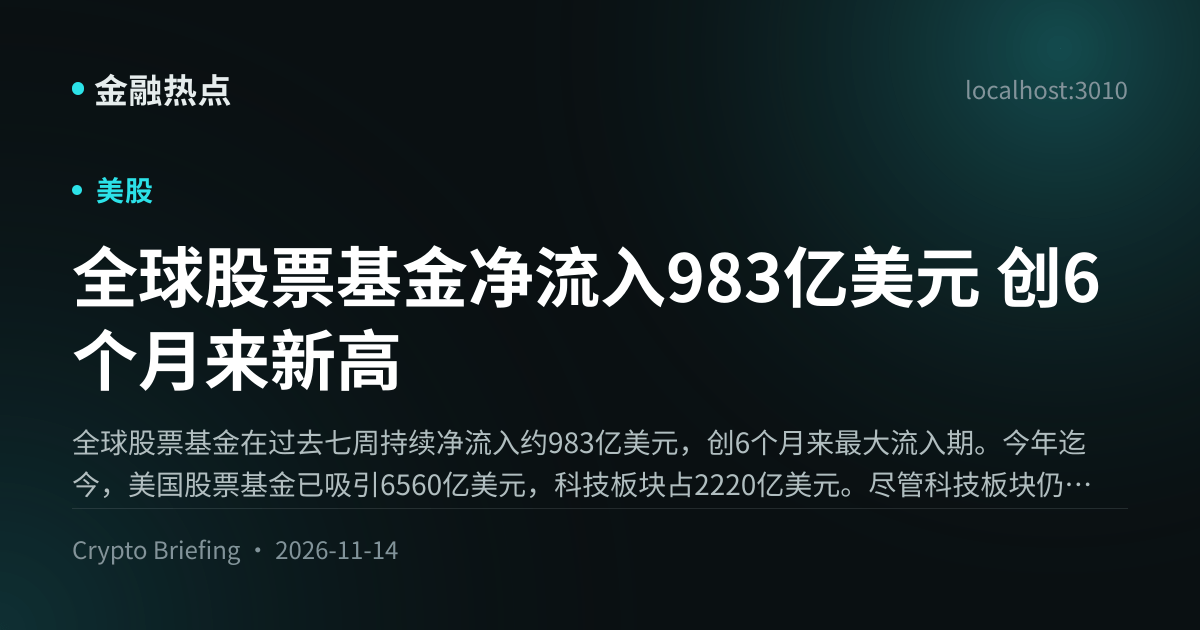 金融热点
localhost:3010
美股
全球股票基金净流入983亿美元 创6
个月来新高
全球股票基金在过去七周持续净流入约983亿美元，创6个月来最大流入期。今年迄
今，美国股票基金已吸引6560亿美元，科技板块占2220亿美元。尽管科技板块仍…
Crypto Briefing · 2026-11-14